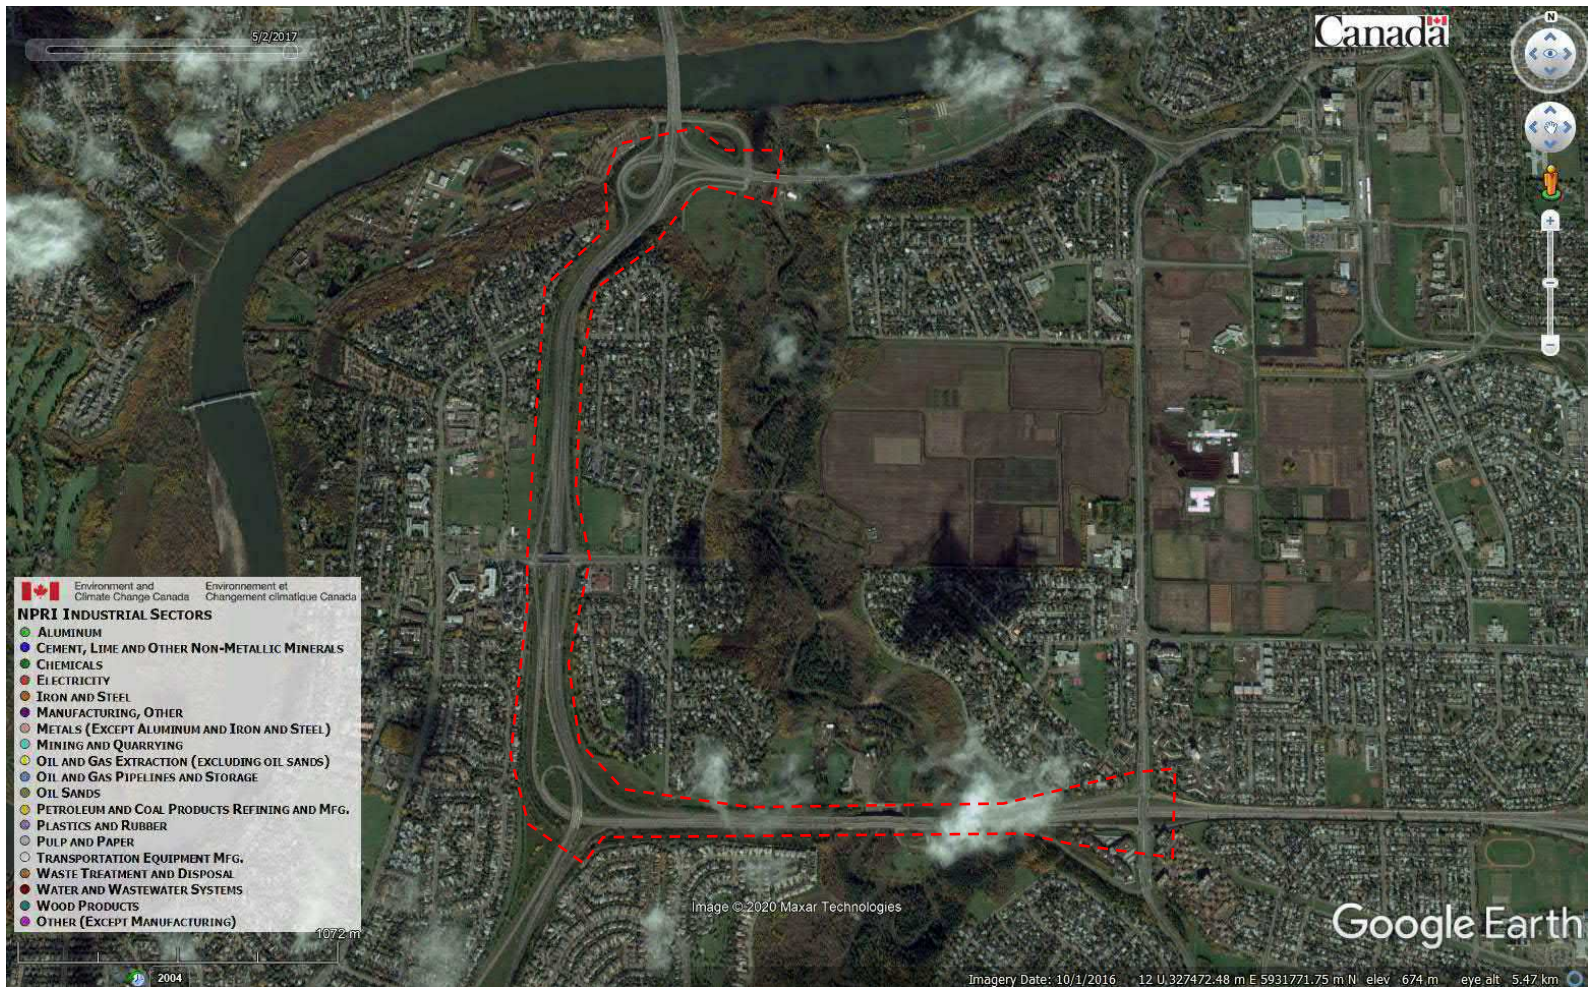 5/2/2017
Canada
N
Environment and
Climate Change Canada
Environnement et
Changement climatique Canada
NPRI INDUSTRIAL SECTORS
ALUMINUM
CEMENT, LIME AND OTHER NON-METALLIC MINERALS
CHEMICALS
ELECTRICITY
IRON AND STEEL
MANUFACTURING, OTHER
METALS (EXCEPT ALUMINUM AND IRON AND STEEL)
MINING AND QUARRYING
OIL AND GAS EXTRACTION (EXCLUDING OIL SANDS)
OIL AND GAS PIPELINES AND STORAGE
OIL SANDS
PETROLEUM AND COAL PRODUCTS REFINING AND MFG.
PLASTICS AND RUBBER
PULP AND PAPER
TRANSPORTATION EQUIPMENT MFG.
WASTE TREATMENT AND DISPOSAL
WATER AND WASTEWATER SYSTEMS
WOOD PRODUCTS
OTHER (EXCEPT MANUFACTURING)
Image © 2020 Maxar Technologies
Google Earth
1072 m
2004
Imagery Date: 10/1/2016 12 U 327472.48 m E 5931771.75 m N elev 674 m eye alt 5.47 km